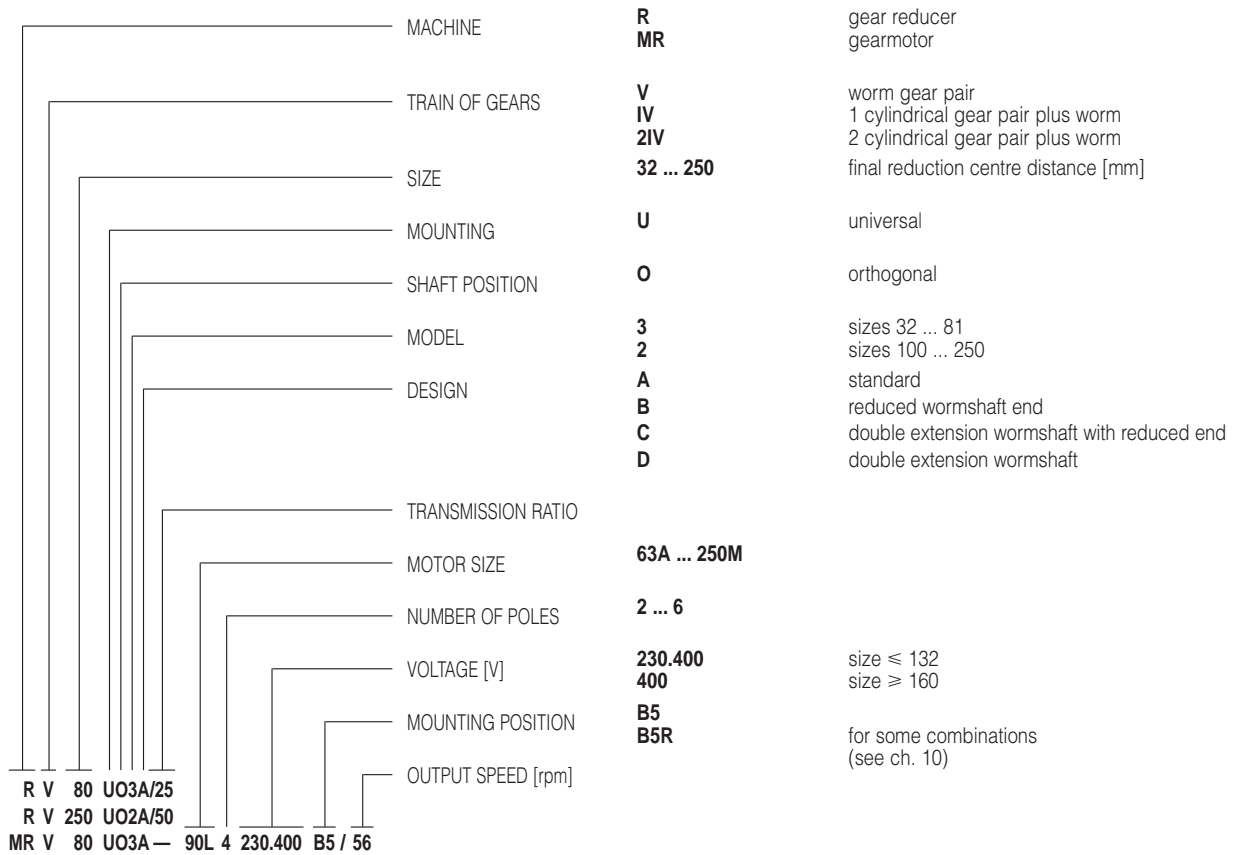 MACHINE R gear reducer
MR gearmotor
TRAIN OF GEARS V worm gear pair
IV 1 cylindrical gear pair plus worm
2IV 2 cylindrical gear pair plus worm
SIZE 32 ... 250 final reduction centre distance [mm]
MOUNTING U universal
SHAFT POSITION O orthogonal
MODEL 3 sizes 32 ... 81
2 sizes 100 ... 250
DESIGN A standard
B reduced wormshaft end
C double extension wormshaft with reduced end
D double extension wormshaft
TRANSMISSION RATIO
MOTOR SIZE 63A ... 250M
NUMBER OF POLES 2 ... 6
VOLTAGE [V] 230.400 size ⩽ 132
400 size ⩾ 160
MOUNTING POSITION B5
B5R for some combinations
(see ch. 10)
OUTPUT SPEED [rpm]
R V 80 UO3A/25
R V 250 UO2A/50
MR V 80 UO3A — 90L 4 230.400 B5 / 56